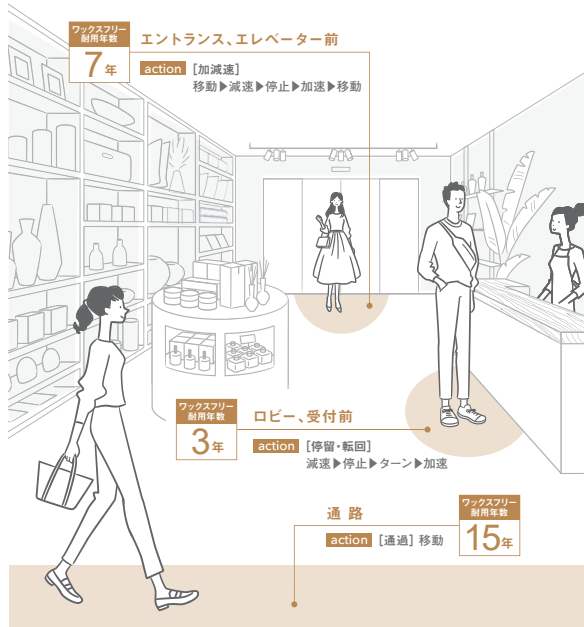 ワックスフリー
耐用年数
7年
エントランス、エレベーター前
action [加減速]
移動▶減速▶停止▶加速▶移動
ワックスフリー
耐用年数
3年
ロビー、受付前
action [停留・転回]
減速▶停止▶ターン▶加速
通路
action [通過] 移動
ワックスフリー
耐用年数
15年